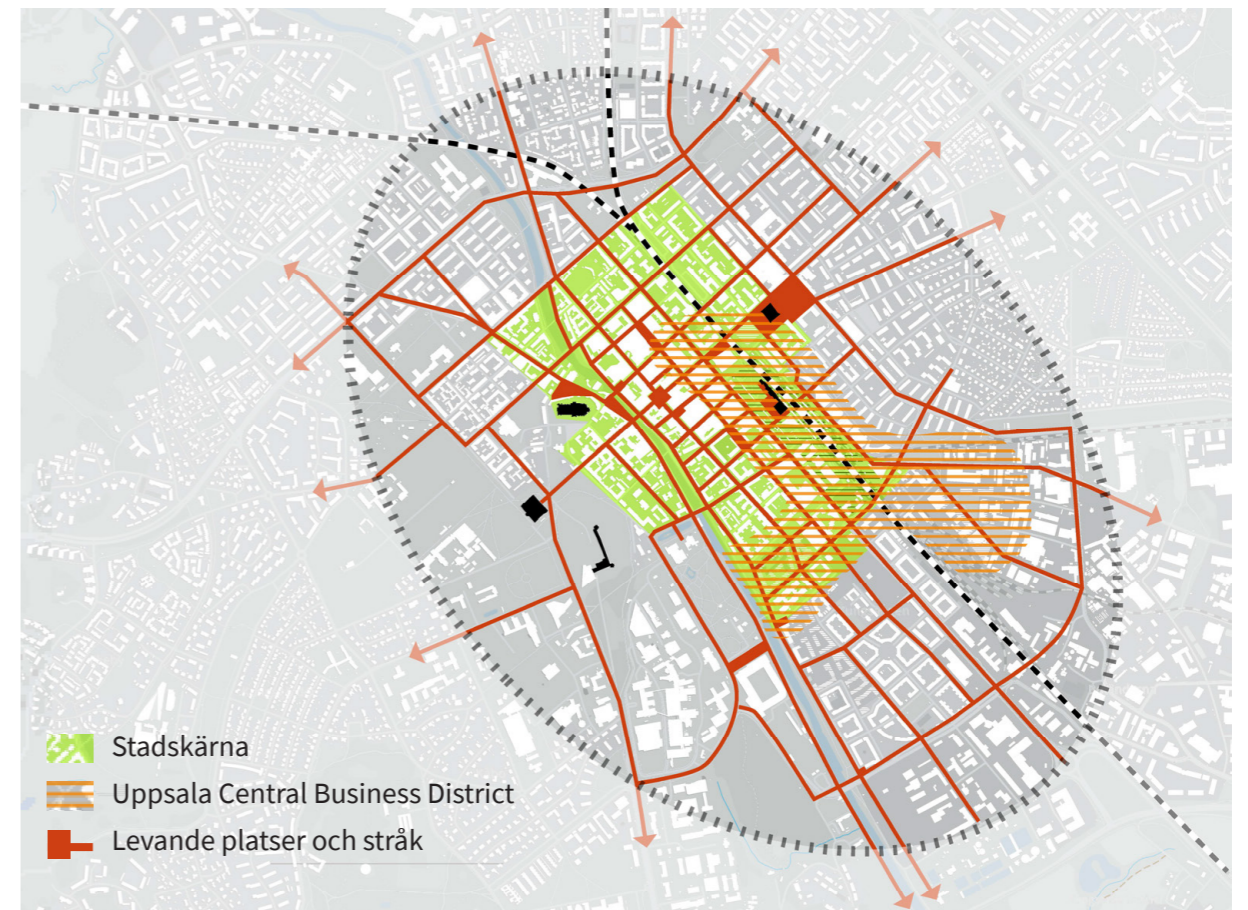 Stadskärna
Uppsala Central Business District
Levande platser och stråk